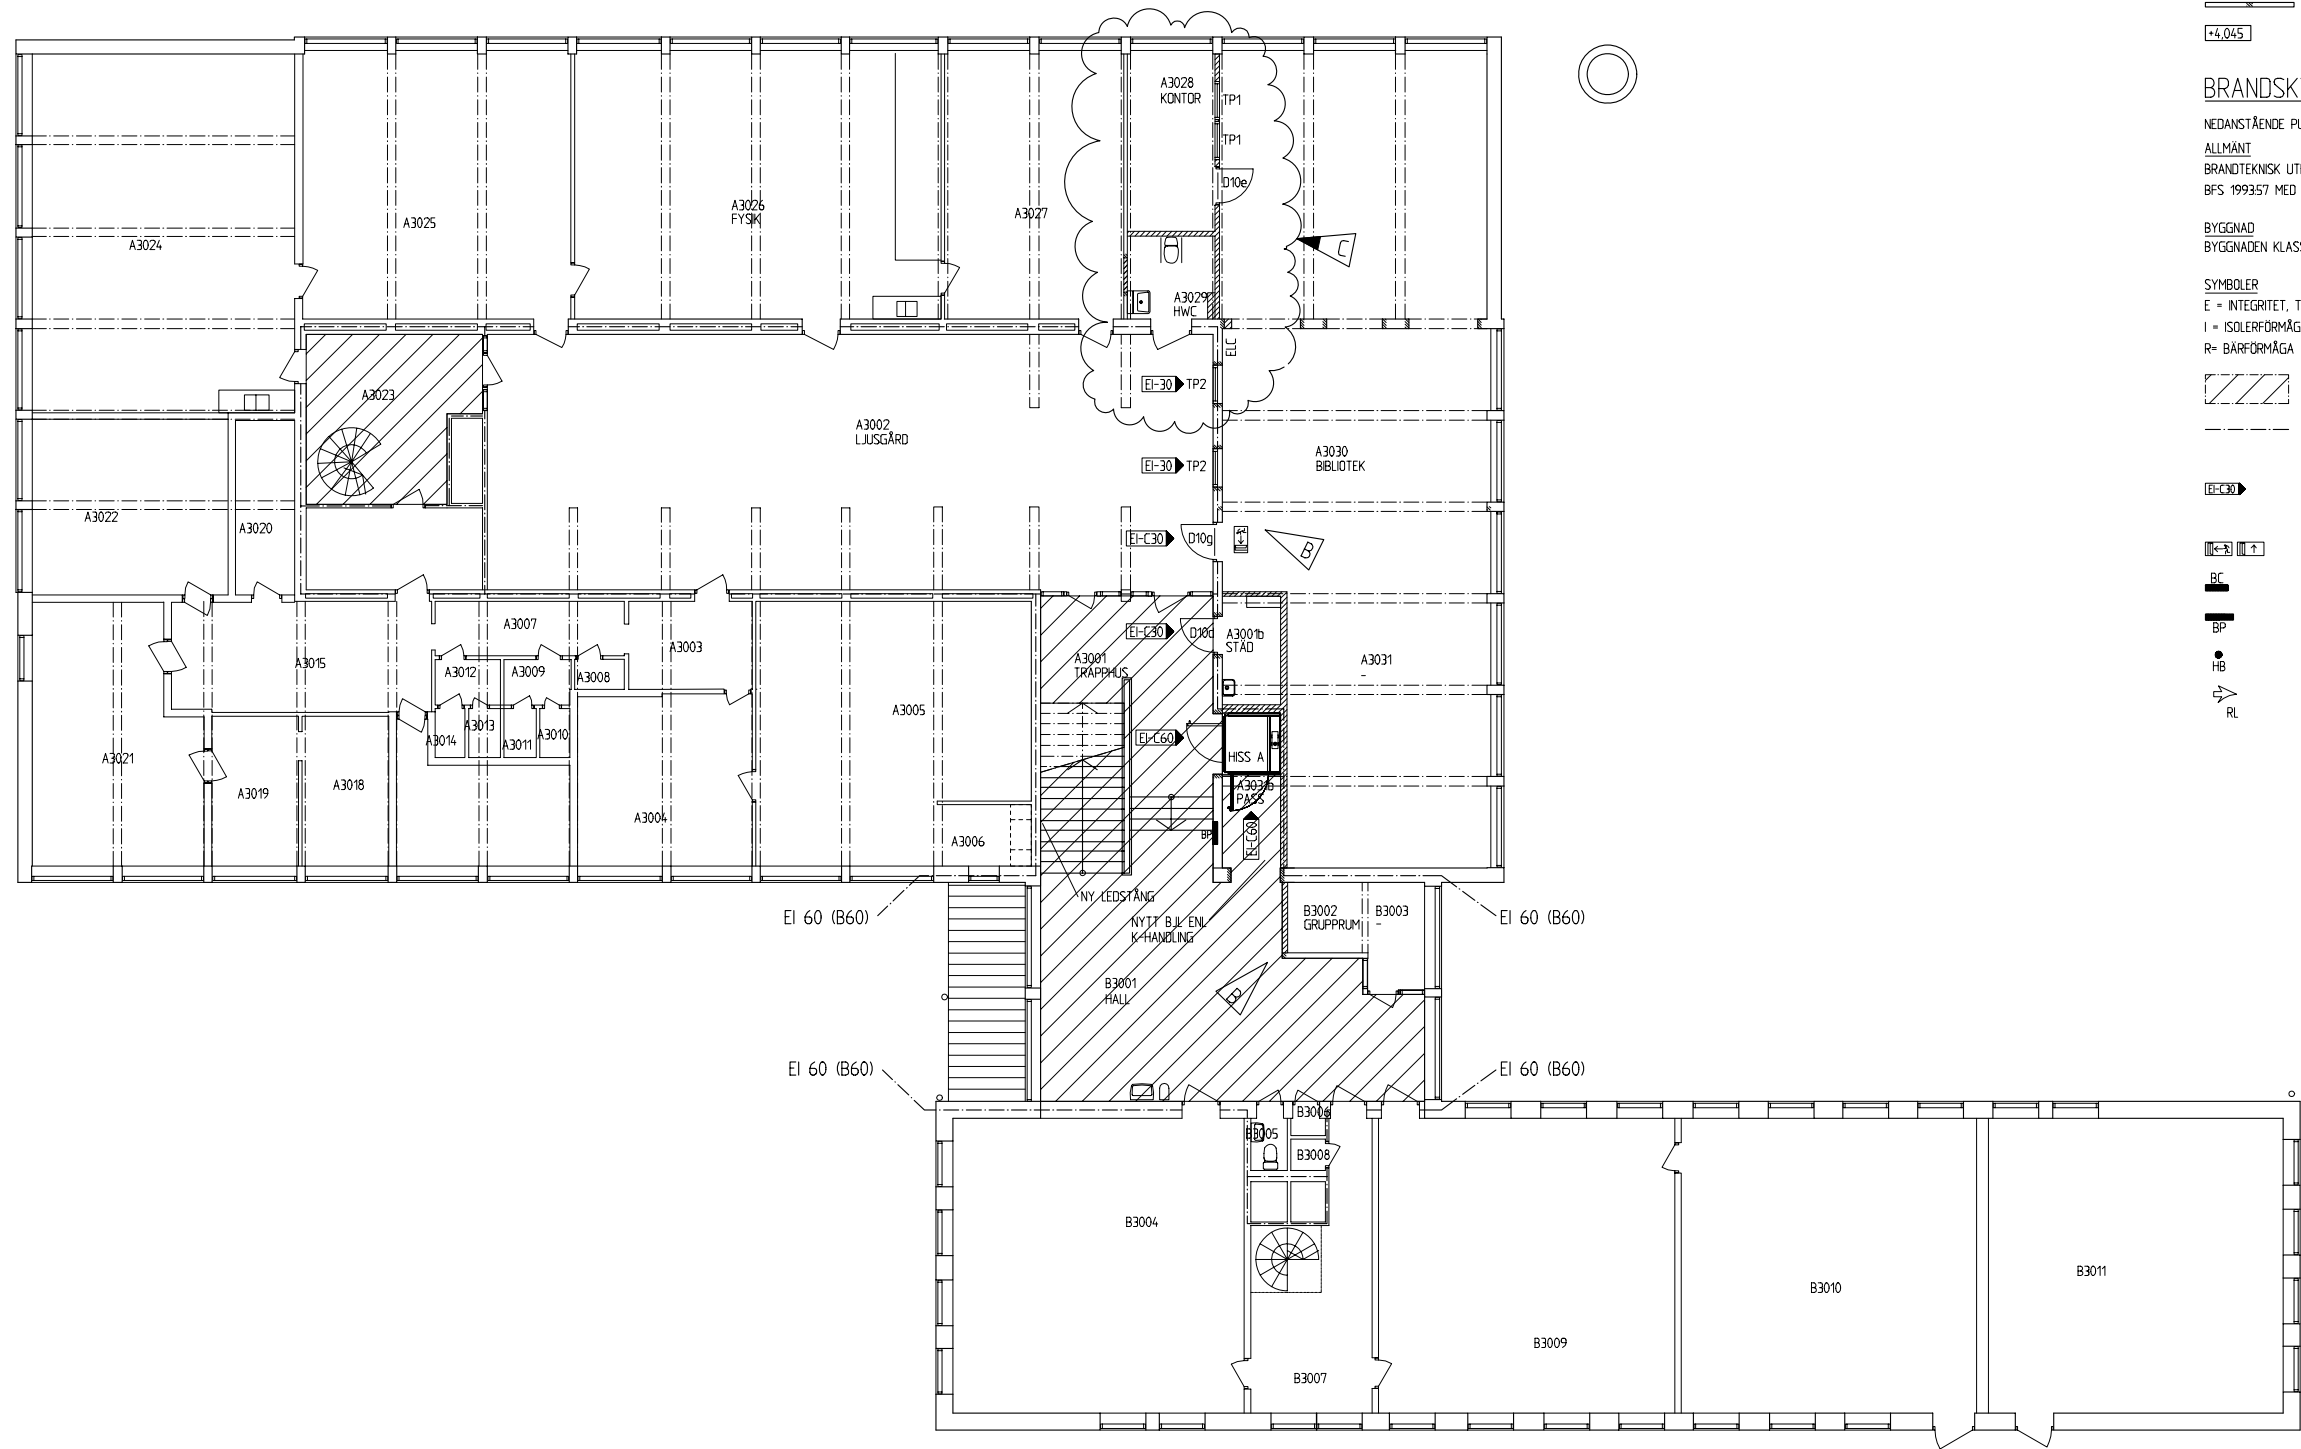 +4,045
BRANDSK
NEDANSTÅENDE
ALLMÄNT
BRANDTEKNISK
BFS 1993:57 MED
BYGGNAD
BYGGNADEN
SYMBOLER
E = INTEGRITET, T
I = ISOLERFÖRMÅG
R= BÄRFÖRMÅGA
EI-C30
BC
BP
HB
RL
A3028
KONTOR
TP1
TP1
D10e
C
A3024
A3025
A3026
FYSIK
A3027
A3029
HWC
ELC
A3023
EI-30
TP2
A3002
LJUSGÅRD
EI-30
TP2
A3030
BIBLIOTEK
A3022
A3020
EI-C30
D10g
B
A3007
A3003
A3015
A3012
A3009
A3008
EI-C30
D10d
A3001b
STÄD
A3001
TRAPPHUS
A3031
-
A3005
A3014
A3013
A3011
A3010
EI-C60
HISS A
A3021
A3019
A3018
A3004
A3006
A3031b
PASS
BP
EI-C60
NY LEDSTÅNG
EI 60 (B60)
NYTT BJL ENL
K-HANDLING
B3002
GRUPPRUM
B3003
-
EI 60 (B60)
B3001
HALL
B
EI 60 (B60)
EI 60 (B60)
B3006
B3005
B3008
B3004
B3007
B3009
B3010
B3011